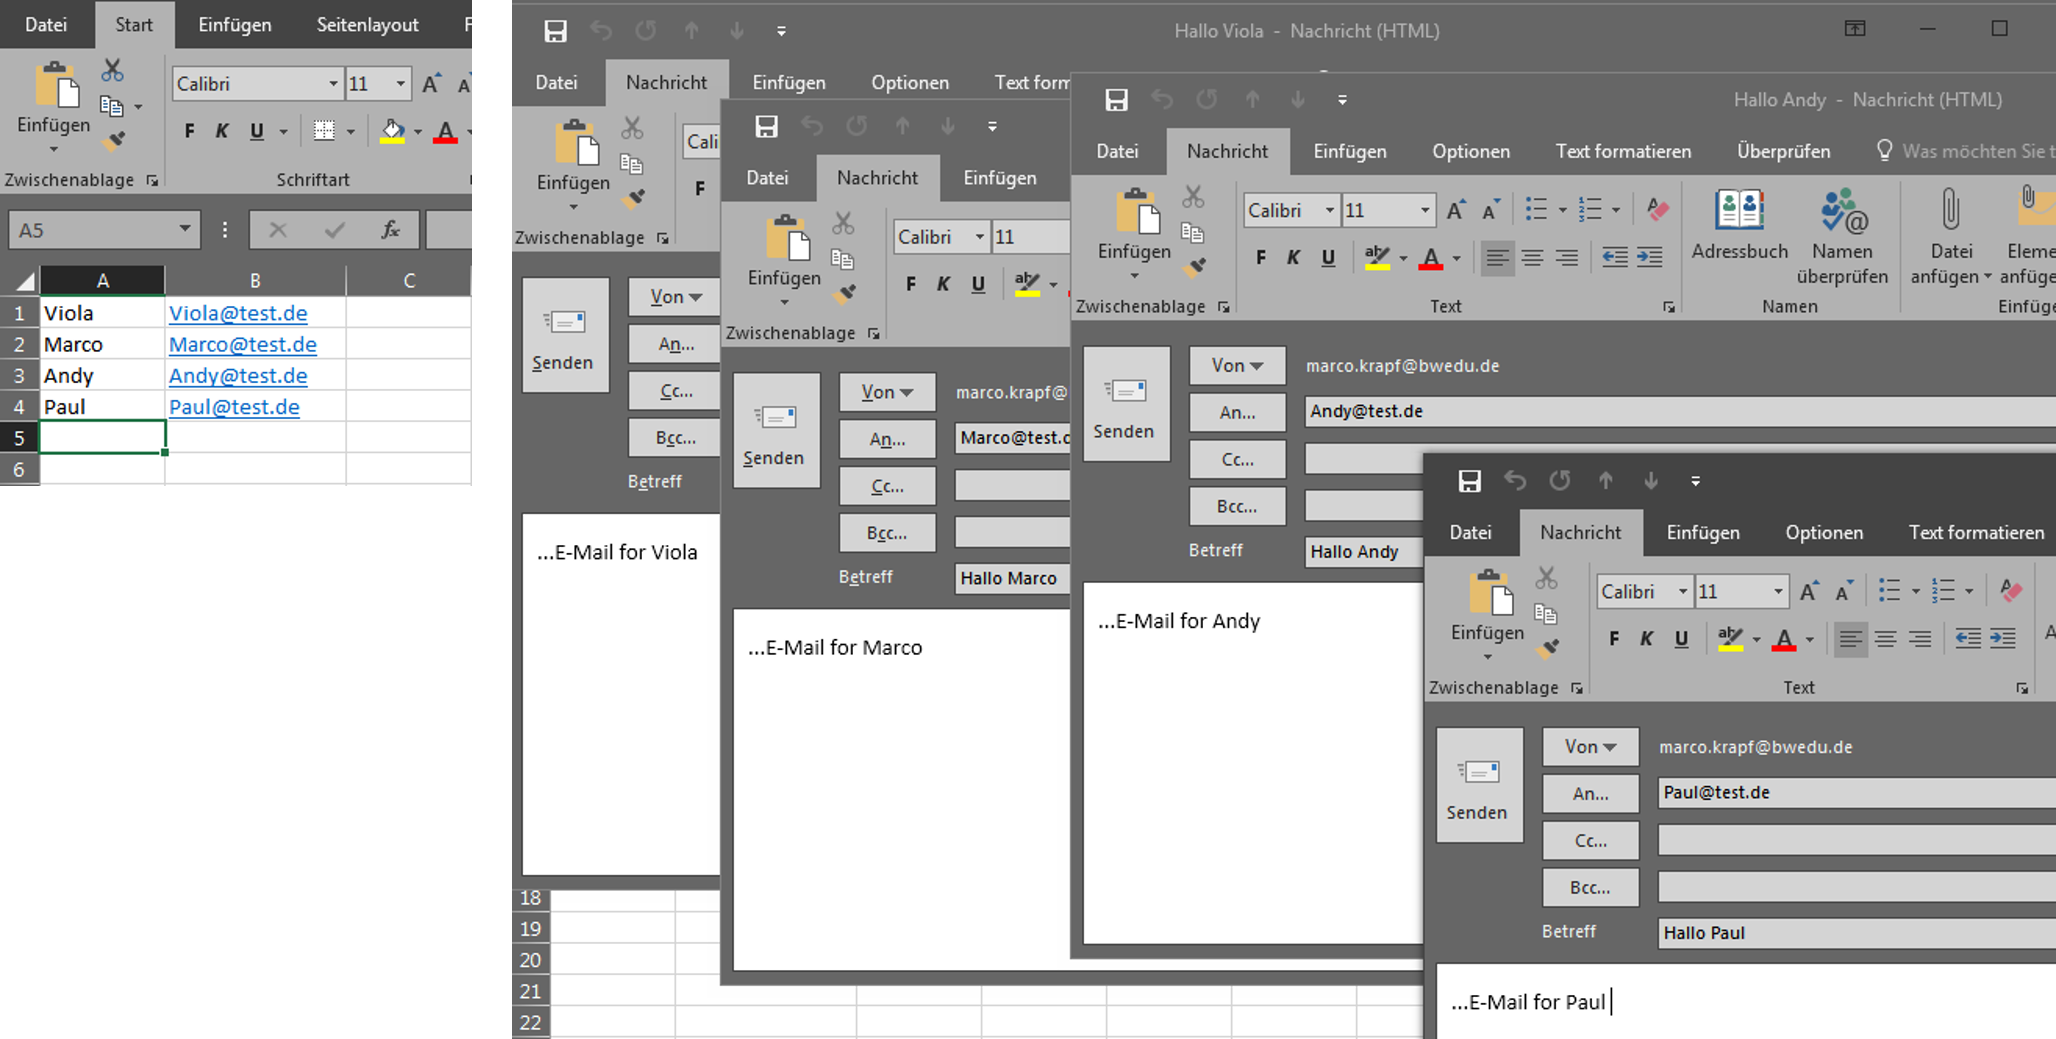 Datei Start Einfügen Seitenlayout
Calibri 11
Einfügen
F K U
Zwischenablage Schriftart
A5 fx
A B C
1 Viola Viola@test.de
2 Marco Marco@test.de
3 Andy Andy@test.de
4 Paul Paul@test.de
5
6
Hallo Viola - Nachricht (HTML)
Datei Nachricht Einfügen Optionen Text form
Cali
Einfügen
F
Zwischenablage
Von
An...
Cc...
Bcc...
Senden
Betreff
...E-Mail for Viola
18
19
20
21
22
Datei Nachricht Einfügen
Calibri 11
Einfügen
F K U
Zwischenablage
Von marco.krapf@
An... Marco@test.d
Cc...
Bcc...
Senden
Betreff Hallo Marco
...E-Mail for Marco
Hallo Andy - Nachricht (HTML)
Datei Nachricht Einfügen Optionen Text formatieren Überprüfen Was möchten Sie t
Calibri 11
Einfügen
F K U
Adressbuch Namen überprüfen Datei anfügen Eleme anfüge
Zwischenablage Text Namen Einfüg
Von marco.krapf@bwedu.de
An... Andy@test.de
Cc...
Bcc...
Senden
Betreff Hallo Andy
...E-Mail for Andy
Datei Nachricht Einfügen Optionen Text formatieren
Calibri 11
Einfügen
F K U
Zwischenablage Text
Von marco.krapf@bwedu.de
An... Paul@test.de
Cc...
Bcc...
Senden
Betreff Hallo Paul
...E-Mail for Paul